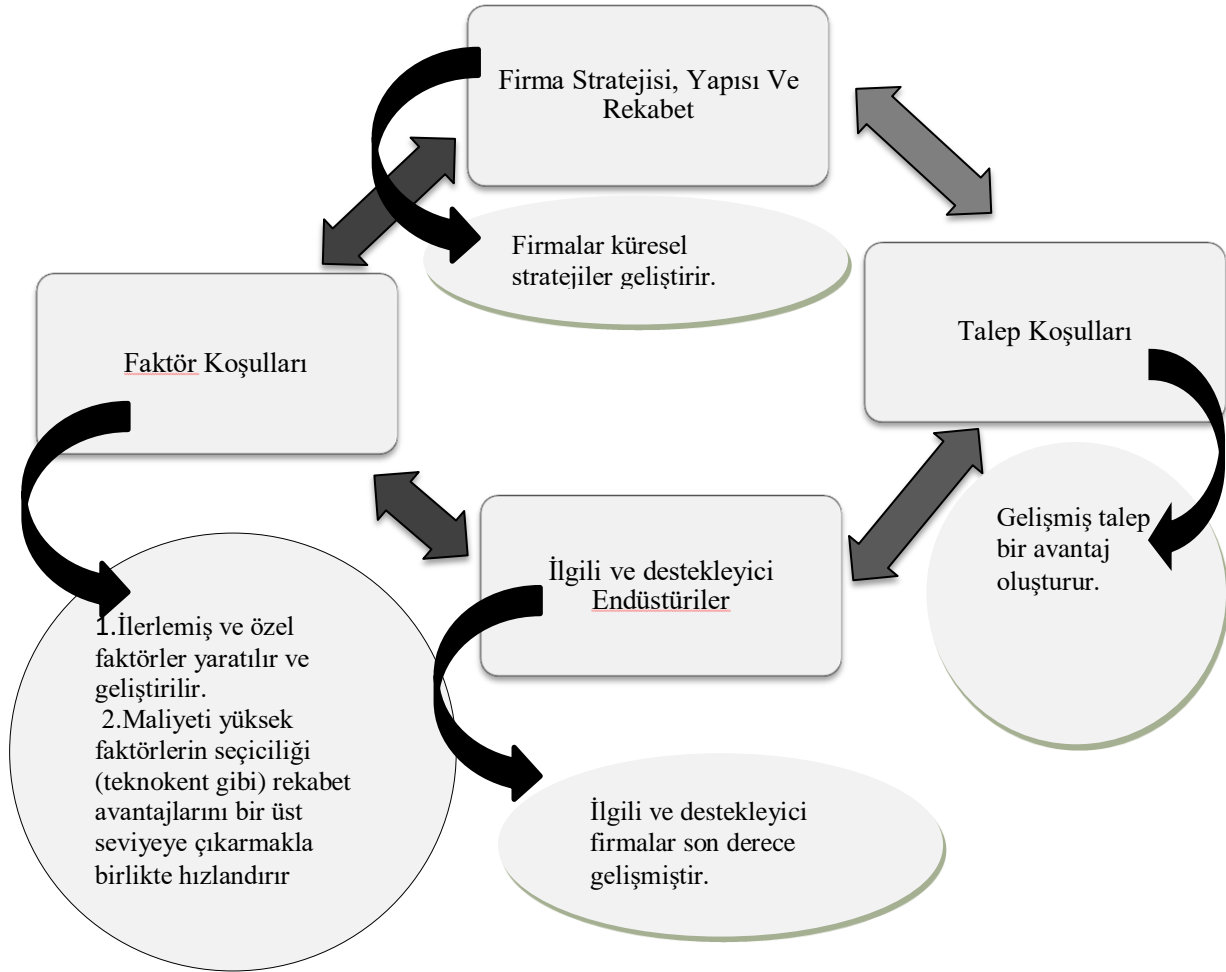 Firma Stratejisi, Yapısı Ve
Rekabet
Firmalar küresel
stratejiler geliştirir.
Faktör Koşulları
Talep Koşulları
Gelişmiş talep
bir avantaj
oluşturur.
İlgili ve destekleyici
Endüstüriler
1.İlerlemiş ve özel
faktörler yaratılır ve
geliştirilir.
2.Maliyeti yüksek
faktörlerin seçiciliği
(teknokent gibi) rekabet
avantajlarını bir üst
seviyeye çıkarmakla
birlikte hızlandırır
İlgili ve destekleyici
firmalar son derece
gelişmiştir.